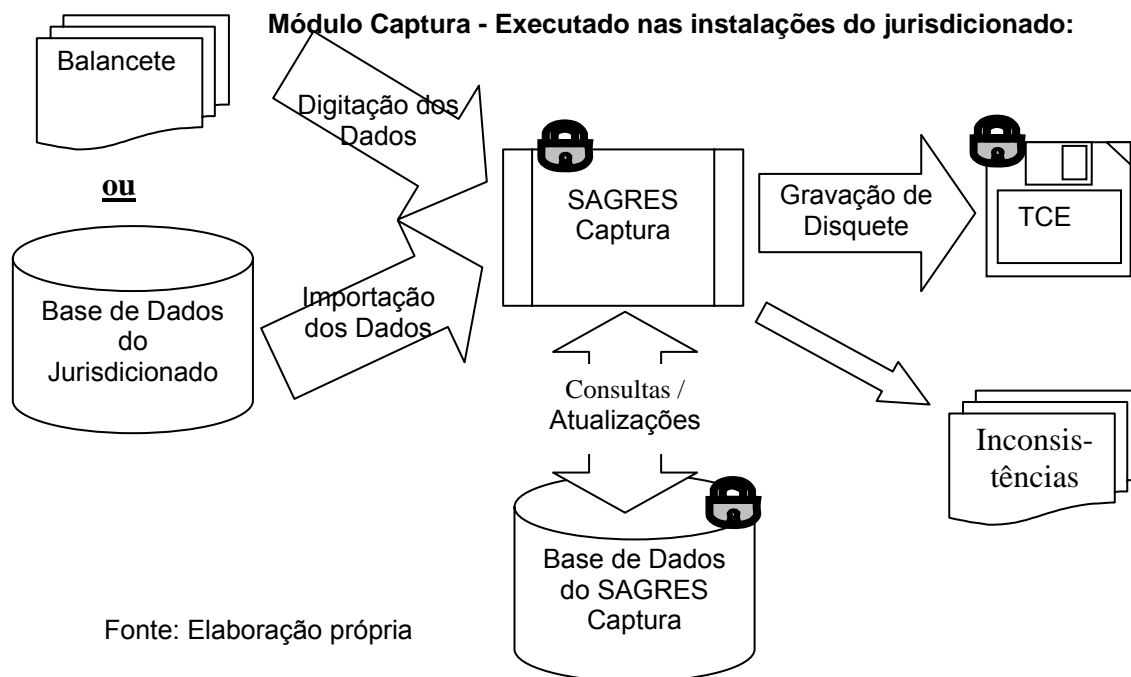 Módulo Captura - Executado nas instalações do jurisdicionado:
Balancete
Digitação dos
Dados
ou
SAGRES
Captura
Gravação de
Disquete
TCE
Base de Dados
do
Jurisdicionado
Importação
dos Dados
Consultas /
Atualizações
Inconsis-
tências
Base de Dados
do SAGRES
Captura
Fonte: Elaboração própria